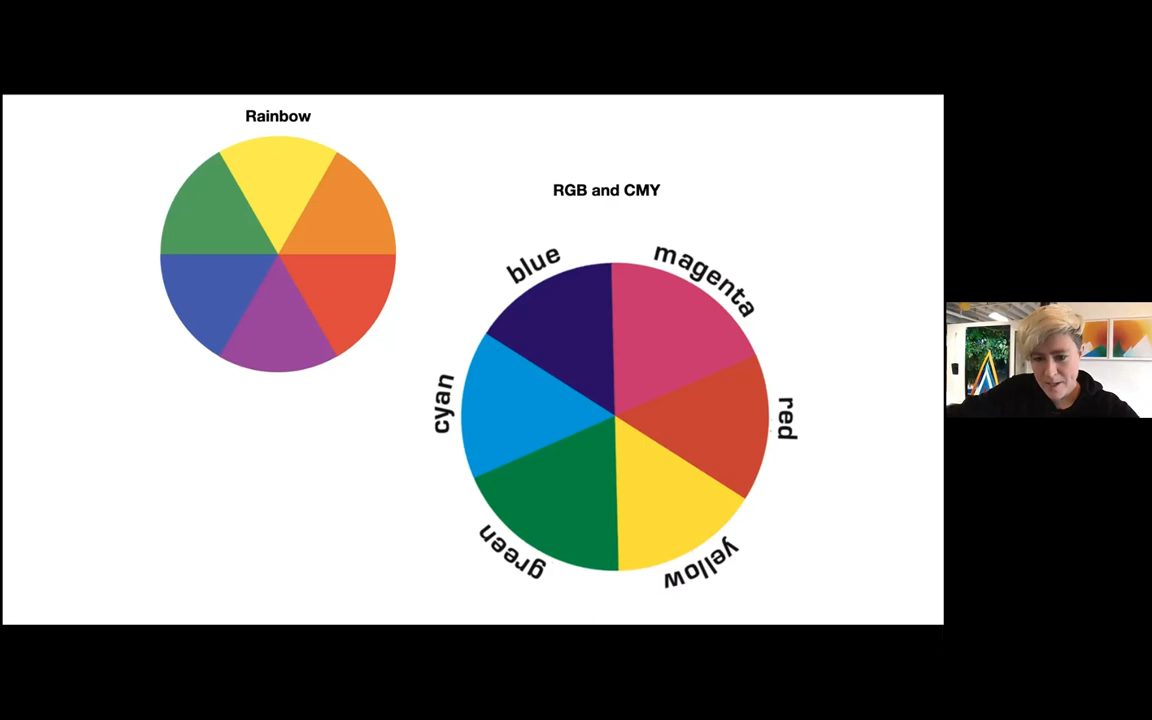 Rainbow
RGB and CMY
blue
magenta
cyan
red
green
yellow